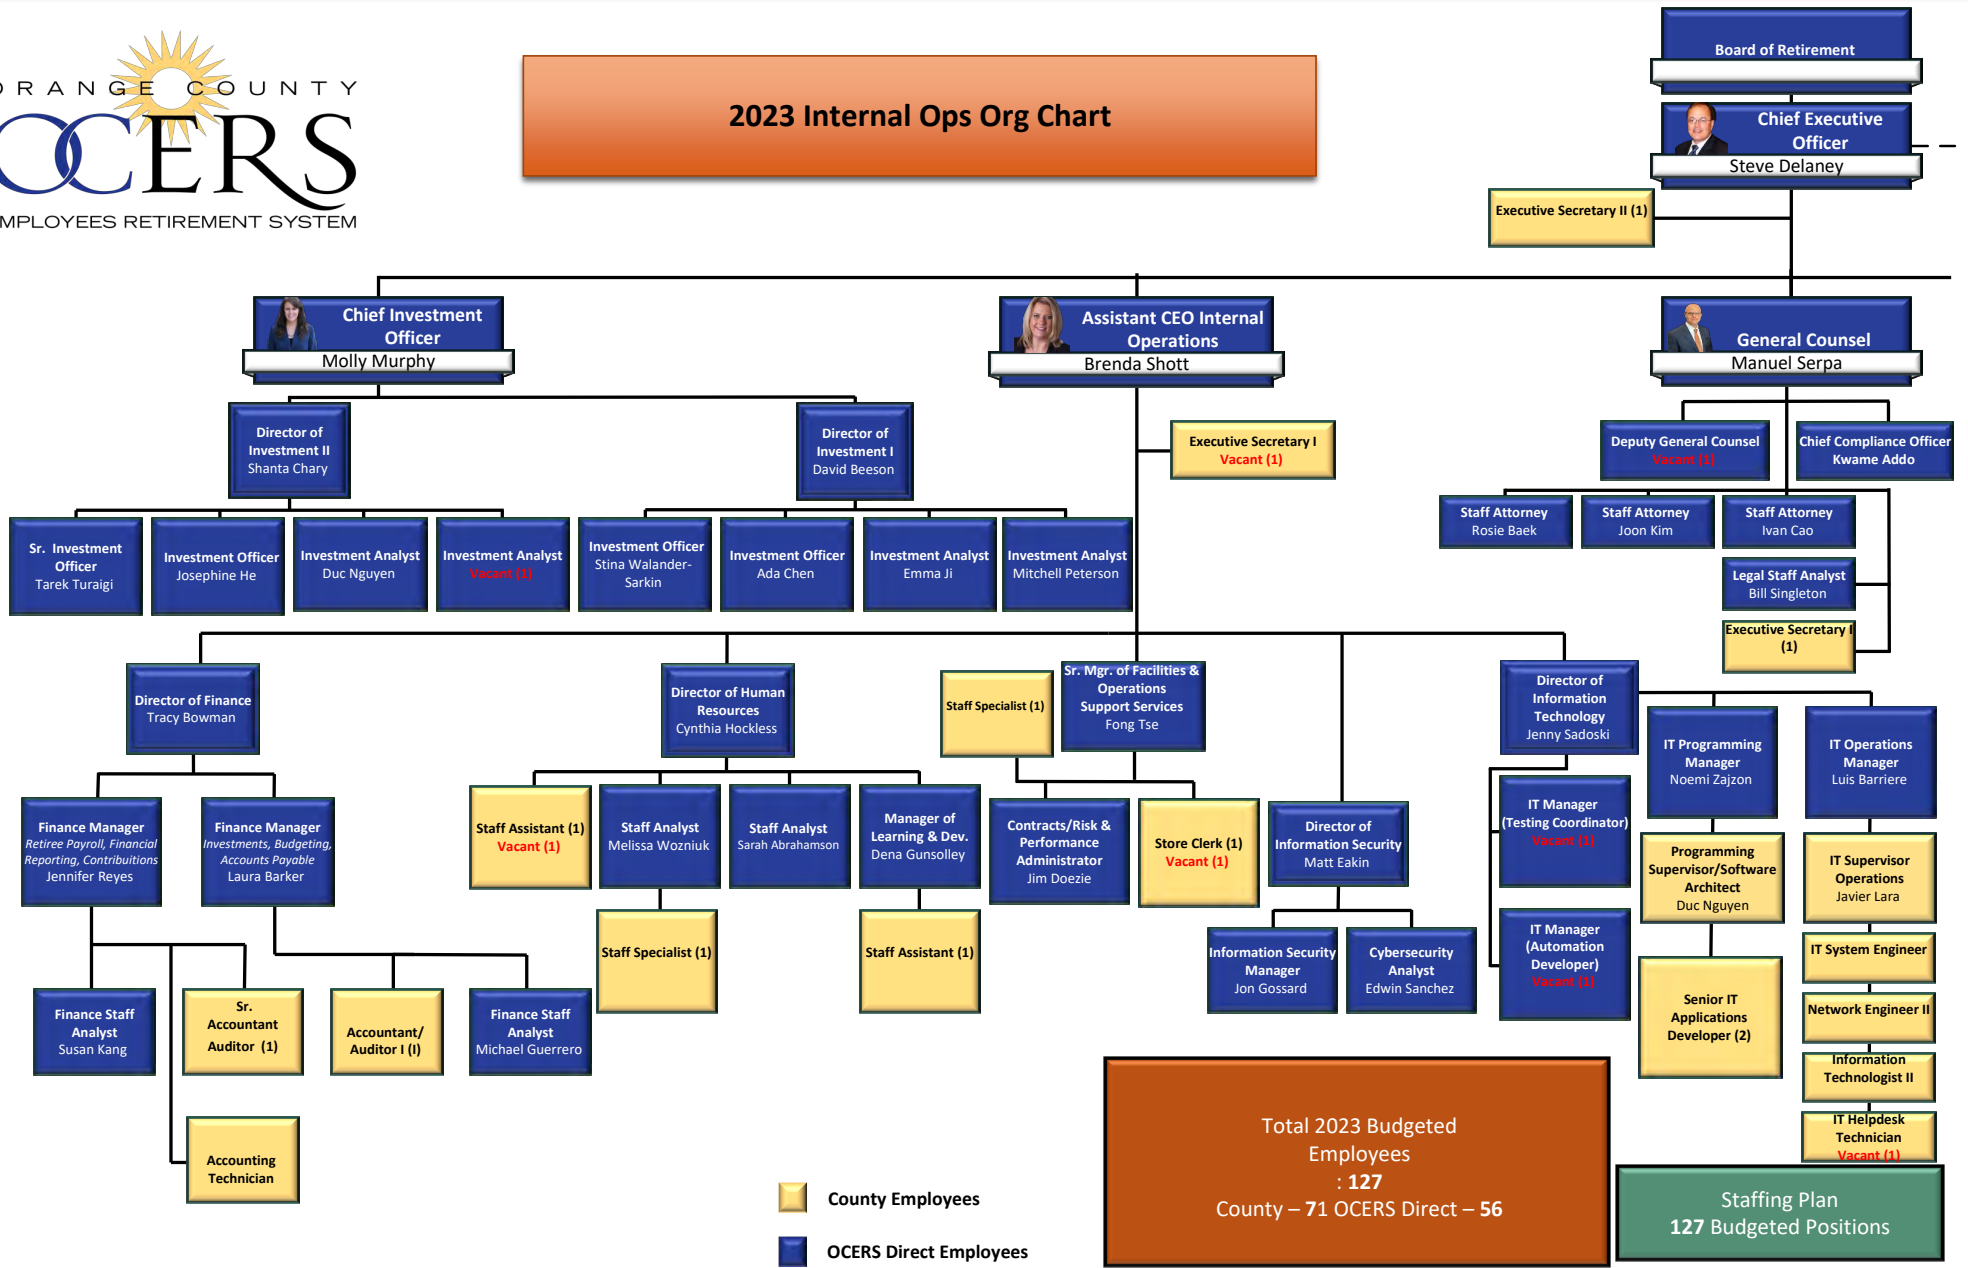 ORANGE COUNTY
OCERS
MPLOYEES RETIREMENT SYSTEM
2023 Internal Ops Org Chart
Board of Retirement
Chief Executive
Officer
Steve Delaney
Executive Secretary II (1)
Chief Investment
Officer
Molly Murphy
Assistant CEO Internal
Operations
Brenda Shott
General Counsel
Manuel Serpa
Director of
Investment II
Shanta Chary
Director of
Investment I
David Beeson
Executive Secretary I
Vacant (1)
Deputy General Counsel
Vacant (1)
Chief Compliance Officer
Kwame Addo
Sr. Investment
Officer
Tarek Turaigi
Investment Officer
Josephine He
Investment Analyst
Duc Nguyen
Investment Analyst
Vacant (1)
Investment Officer
Stina Walander-
Sarkin
Investment Officer
Ada Chen
Investment Analyst
Emma Ji
Investment Analyst
Mitchell Peterson
Staff Attorney
Rosie Baek
Staff Attorney
Joon Kim
Staff Attorney
Ivan Cao
Legal Staff Analyst
Bill Singleton
Executive Secretary I
(1)
Director of Finance
Tracy Bowman
Director of Human
Resources
Cynthia Hockless
Staff Specialist (1)
Sr. Mgr. of Facilities &
Operations
Support Services
Fong Tse
Director of
Information
Technology
Jenny Sadoski
IT Programming
Manager
Noemi Zajzon
IT Operations
Manager
Luis Barriere
Finance Manager
Retiree Payroll, Financial
Reporting, Contributions
Jennifer Reyes
Finance Manager
Investments, Budgeting,
Accounts Payable
Laura Barker
Staff Assistant (1)
Vacant (1)
Staff Analyst
Melissa Wozniuk
Staff Analyst
Sarah Abrahamson
Manager of
Learning & Dev.
Dena Gunsolley
Contracts/Risk &
Performance
Administrator
Jim Doezie
Store Clerk (1)
Vacant (1)
Director of
Information Security
Matt Eakin
IT Manager
(Testing Coordinator)
Vacant (1)
Programming
Supervisor/Software
Architect
Duc Nguyen
IT Supervisor
Operations
Javier Lara
Staff Specialist (1)
Staff Assistant (1)
Information Security
Manager
Jon Gossard
Cybersecurity
Analyst
Edwin Sanchez
IT Manager
(Automation
Developer)
Vacant (1)
Senior IT
Applications
Developer (2)
IT System Engineer
Network Engineer II
Information
Technologist II
IT Helpdesk
Technician
Vacant (1)
Finance Staff
Analyst
Susan Kang
Sr.
Accountant
Auditor (1)
Accountant/
Auditor I (I)
Finance Staff
Analyst
Michael Guerrero
Accounting
Technician
County Employees
OCERS Direct Employees
Total 2023 Budgeted
Employees
: 127
County – 71 OCERS Direct – 56
Staffing Plan
127 Budgeted Positions